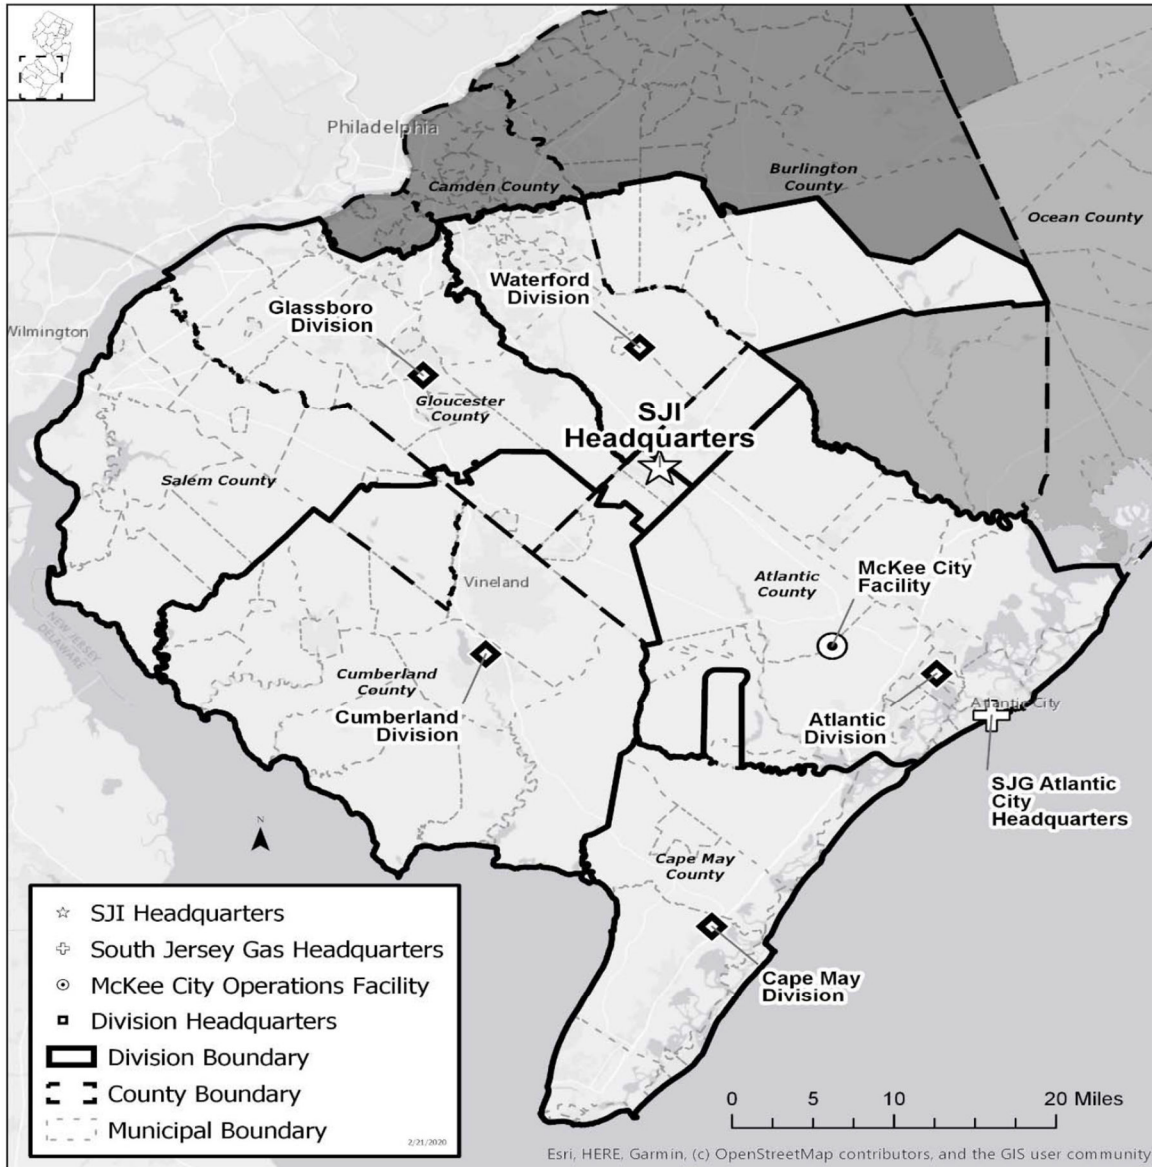 Philadelphia
Camden County
Burlington
County
Ocean County
Waterford
Division
Glassboro
Division
Wilmington
Gloucester
County
SJI
Headquarters
Salem County
McKee City
Facility
Atlantic
County
Vineland
NEW JERSEY
DELAWARE
Cumberland
County
Cumberland
Division
Atlantic
Division
Atlantic City
SJG Atlantic
City
Headquarters
N
Cape May
County
Cape May
Division
SJI Headquarters
South Jersey Gas Headquarters
McKee City Operations Facility
Division Headquarters
Division Boundary
County Boundary
Municipal Boundary
2/21/2020
0 5 10 20 Miles
Esri, HERE, Garmin, (c) OpenStreetMap contributors, and the GIS user community